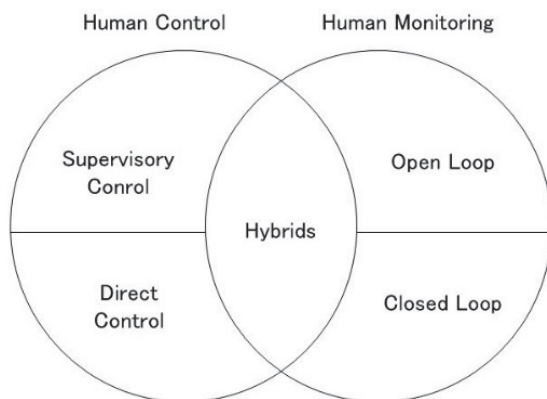 Human Control
Human Monitoring
Supervisory
Conrol
Open Loop
Hybrids
Direct
Control
Closed Loop